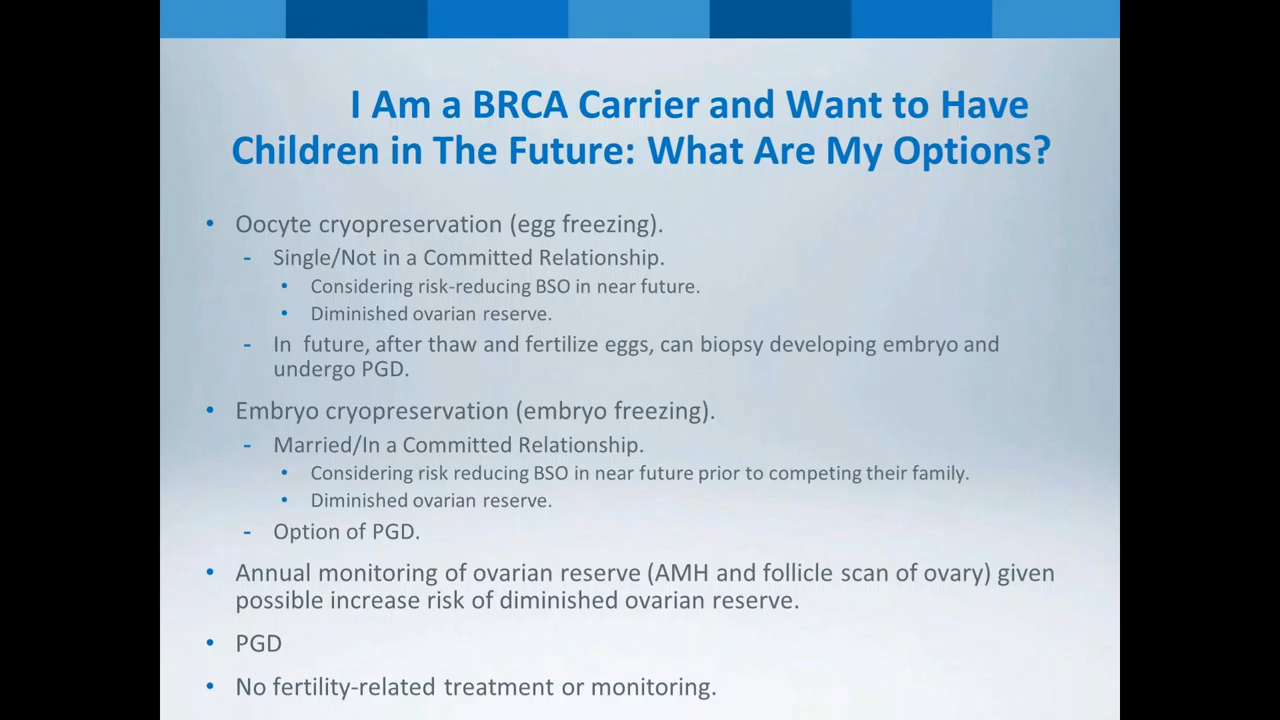 I Am a BRCA Carrier and Want to Have
Children in The Future: What Are My Options?
• Oocyte cryopreservation (egg freezing).
- Single/Not in a Committed Relationship.
• Considering risk-reducing BSO in near future.
• Diminished ovarian reserve.
- In future, after thaw and fertilize eggs, can biopsy developing embryo and
undergo PGD.
• Embryo cryopreservation (embryo freezing).
- Married/In a Committed Relationship.
• Considering risk reducing BSO in near future prior to competing their family.
• Diminished ovarian reserve.
- Option of PGD.
• Annual monitoring of ovarian reserve (AMH and follicle scan of ovary) given
possible increase risk of diminished ovarian reserve.
• PGD
• No fertility-related treatment or monitoring.